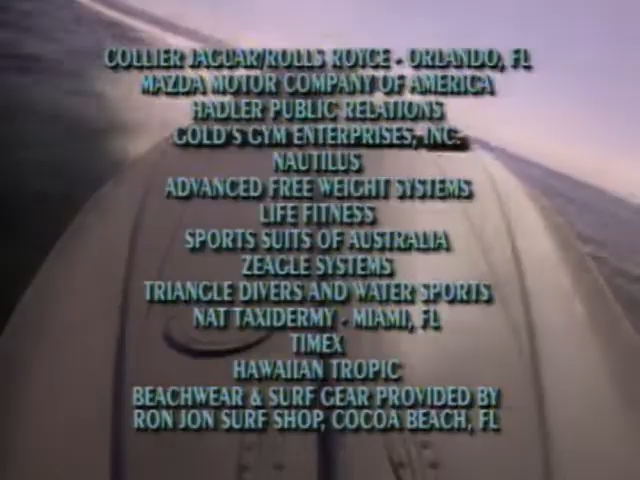 COLLIER JAGUAR/ROLLS ROYCE - ORLANDO, FL
MAZDA MOTOR COMPANY OF AMERICA
HADLER PUBLIC RELATIONS
GOLD'S GYM ENTERPRISES, INC.
NAUTILUS
ADVANCED FREE WEIGHT SYSTEMS
LIFE FITNESS
SPORTS SUITS OF AUSTRALIA
ZEAGLE SYSTEMS
TRIANGLE DIVERS AND WATER SPORTS
NAT TAXIDERMY - MIAMI, FL
TIMEX
HAWAIIAN TROPIC
BEACHWEAR & SURF GEAR PROVIDED BY
RON JON SURF SHOP, COCOA BEACH, FL